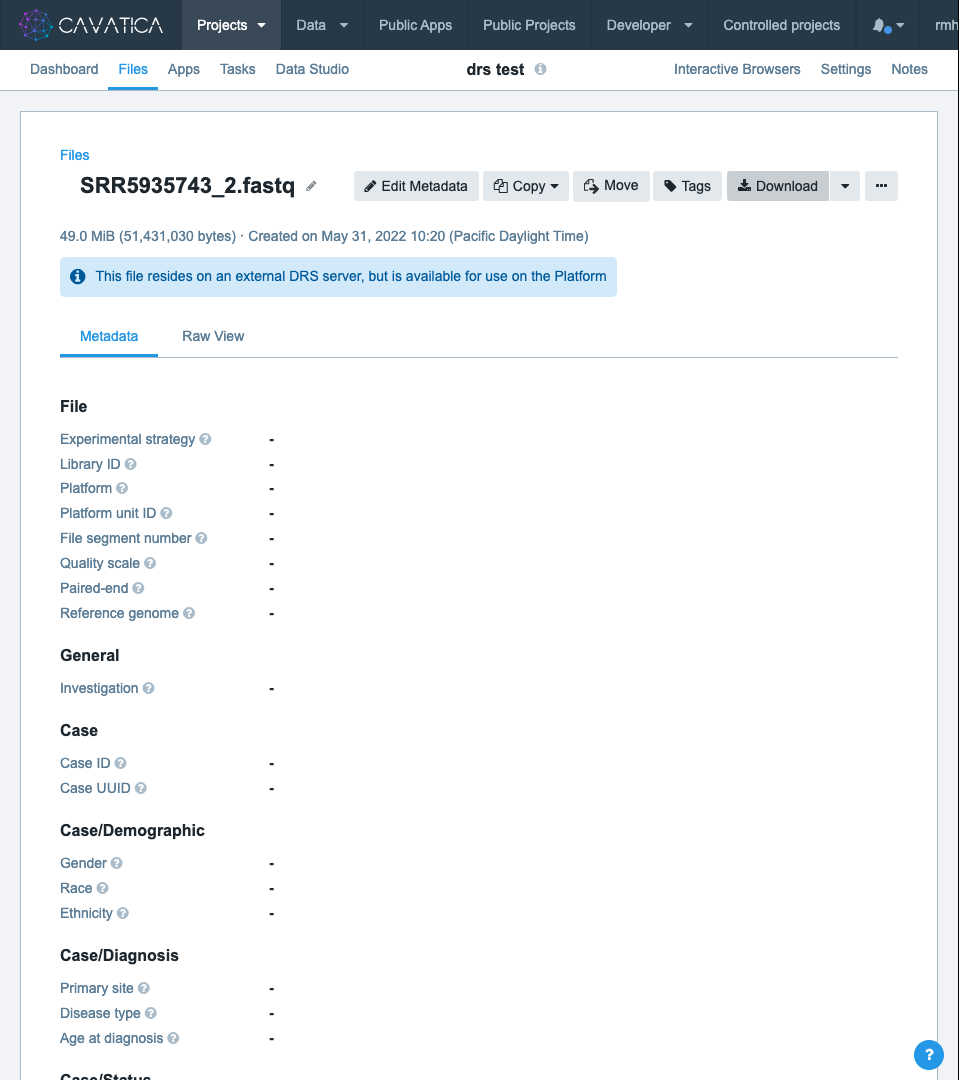 CAVATICA Projects Data Public Apps Public Projects Developer Controlled projects rmh
Dashboard Files Apps Tasks Data Studio drs test Interactive Browsers Settings Notes
Files
SRR5935743_2.fastq Edit Metadata Copy Move Tags Download ...
49.0 MiB (51,431,030 bytes) · Created on May 31, 2022 10:20 (Pacific Daylight Time)
This file resides on an external DRS server, but is available for use on the Platform
Metadata Raw View
File
Experimental strategy ? -
Library ID ? -
Platform ? -
Platform unit ID ? -
File segment number ? -
Quality scale ? -
Paired-end ? -
Reference genome ? -
General
Investigation ? -
Case
Case ID ? -
Case UUID ? -
Case/Demographic
Gender ? -
Race ? -
Ethnicity ? -
Case/Diagnosis
Primary site ? -
Disease type ? -
Age at diagnosis ? -
?
Case/Status